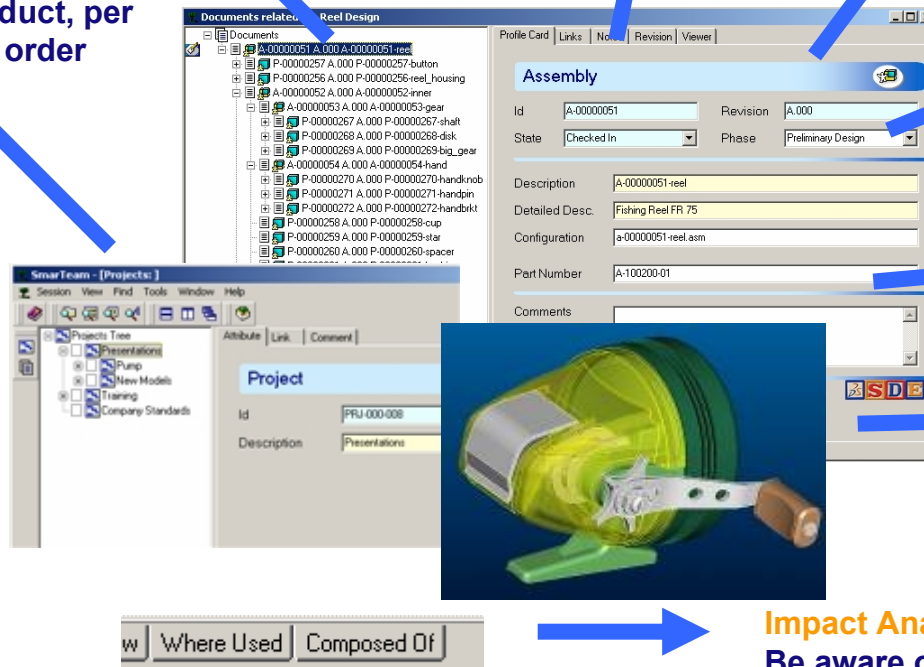 duct, per
order
Documents related Reel Design
Documents
A-00000051 A.000 A-00000051-reel
P-00000257 A.000 P-00000257-button
P-00000256 A.000 P-00000256-reel_housing
A-00000052 A.000 A-00000052-inner
A-00000053 A.000 A-00000053-gear
P-00000267 A.000 P-00000267-shaft
P-00000268 A.000 P-00000268-disk
P-00000269 A.000 P-00000269-big_gear
A-00000054 A.000 A-00000054-hand
P-00000270 A.000 P-00000270-handknob
P-00000271 A.000 P-00000271-handpin
P-00000272 A.000 P-00000272-handbrkt
P-00000258 A.000 P-00000258-cup
P-00000259 A.000 P-00000259-star
P-00000260 A.000 P-00000260-spacer
Profile Card Links Notes Revision Viewer
Assembly
Id A-00000051 Revision A.000
State Checked In Phase Preliminary Design
Description A-00000051-reel
Detailed Desc. Fishing Reel FR 75
Configuration a-00000051-reel.asm
Part Number A-100200-01
Comments
S D E
SmarTeam - [Projects: ]
Session View Find Tools Window Help
Projects Tree
Presentations
Pump
New Models
Training
Company Standards
Attribute Link Comment
Project
Id PRJ-000-008
Description Presentations
w Where Used Composed Of
Impact Ana
Be aware o